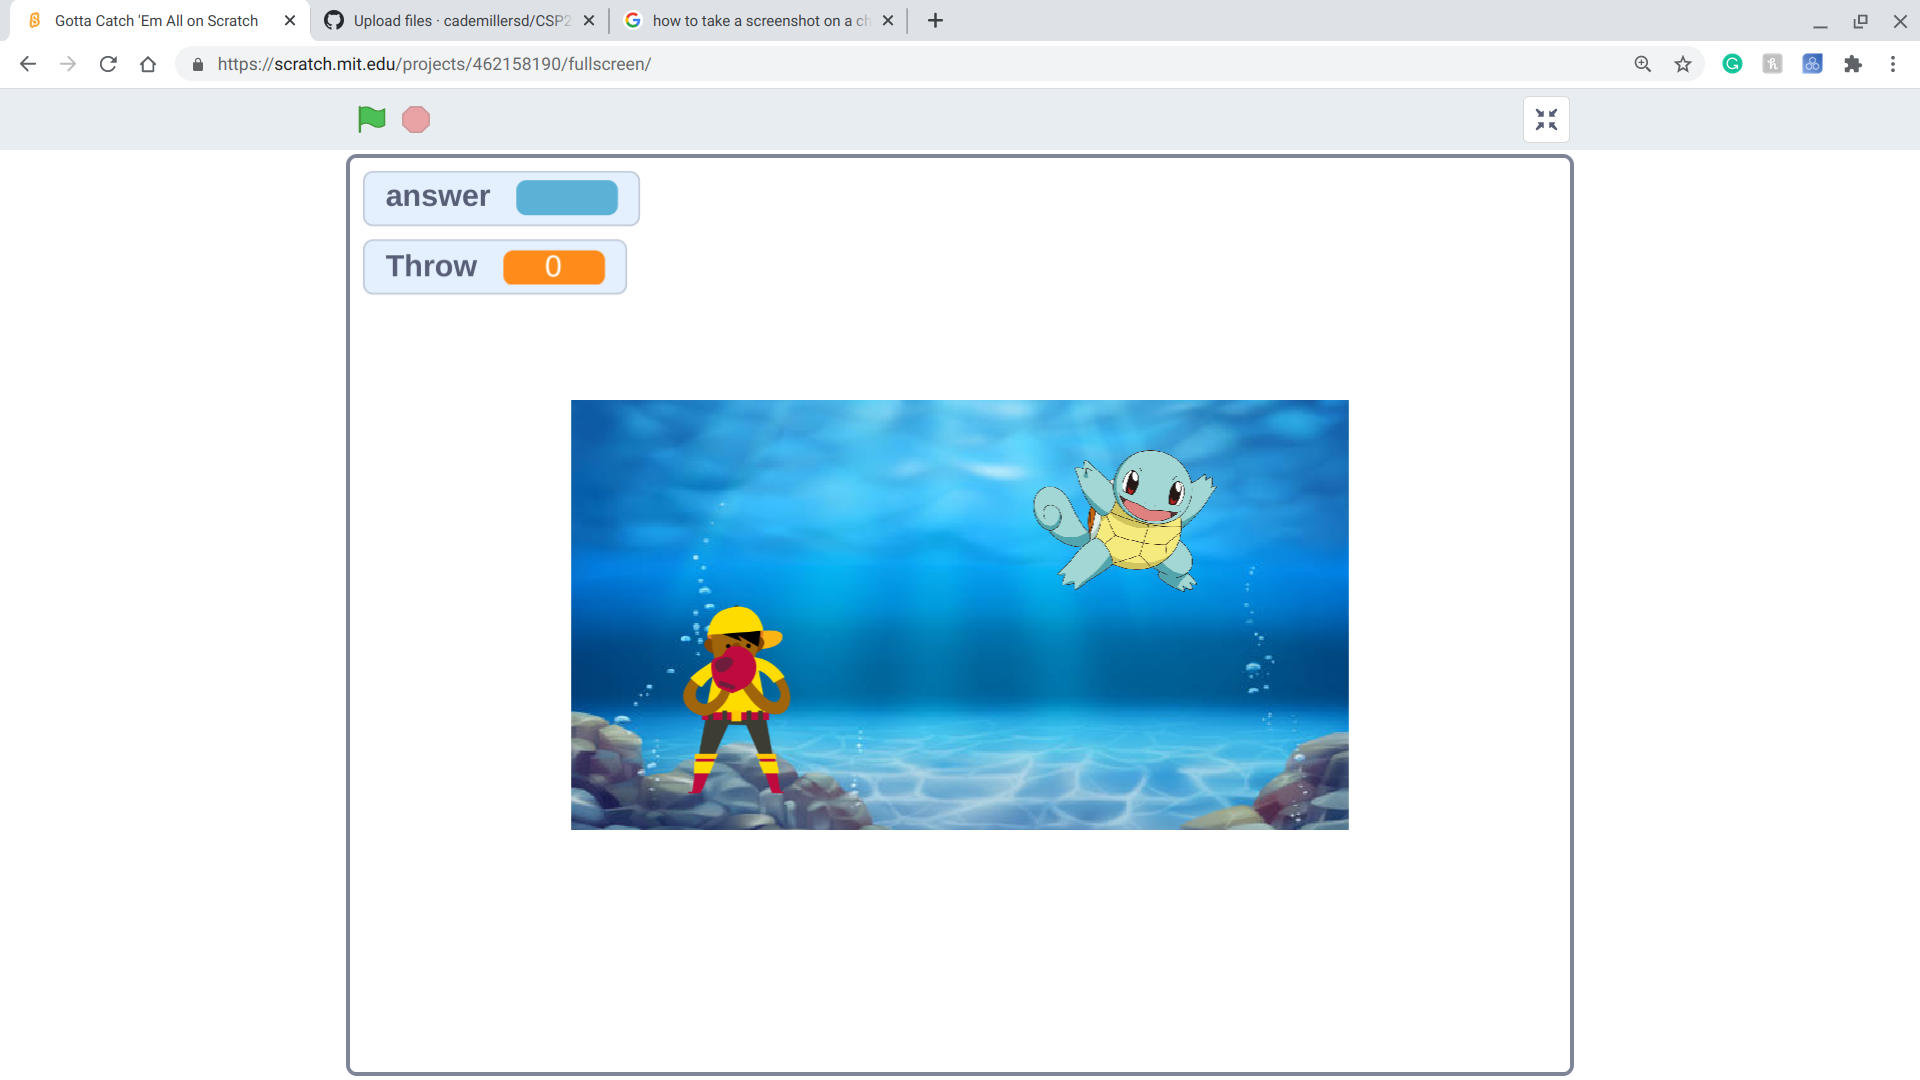 Gotta Catch 'Em All on Scratch
Upload files · cademillersd/CSP2
how to take a screenshot on a ch
https://scratch.mit.edu/projects/462158190/fullscreen/
answer
Throw 0